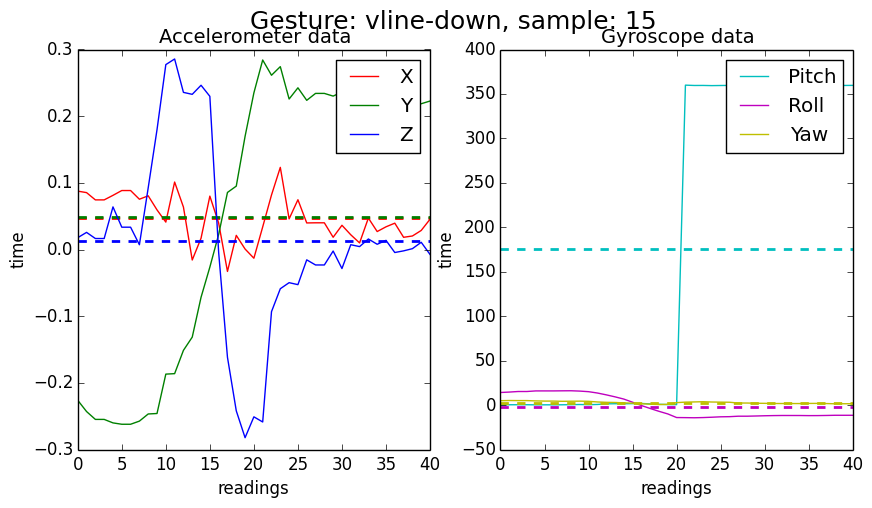 Gesture: vline-down, sample: 15
Accelerometer data
0.3
0.2
0.1
0.0
−0.1
−0.2
−0.3
time
0 5 10 15 20 25 30 35 40
readings
X
Y
Z
Gyroscope data
400
350
300
250
200
150
100
50
0
−50
time
0 5 10 15 20 25 30 35 40
readings
Pitch
Roll
Yaw